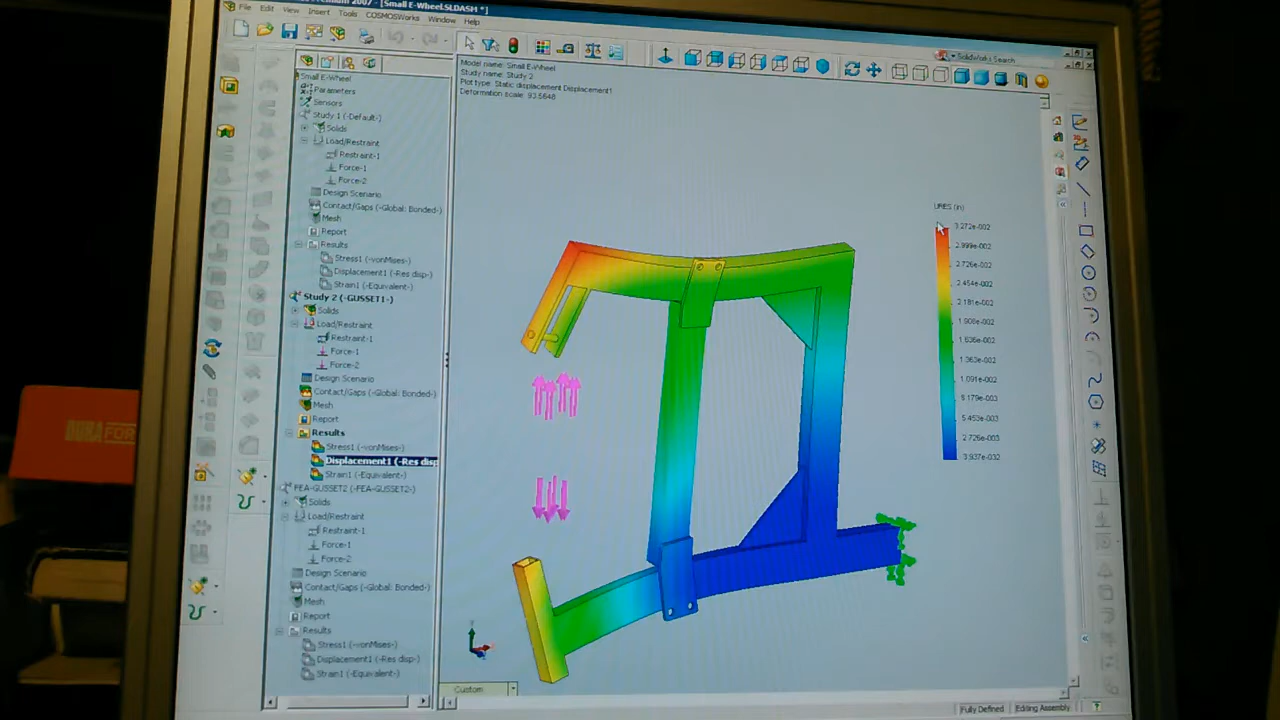 Premium 2007 - [Small E-Wheel.SLDASM *]
File Edit View Insert Tools COSMOSWorks Window Help
SolidWorks Search
Small E-Wheel
Parameters
Sensors
Study 1 (-Default-)
Solids
Load/Restraint
Restraint-1
Force-1
Force-2
Design Scenario
Contact/Gaps (-Global: Bonded-)
Mesh
Report
Results
Stress1 (-vonMises-)
Displacement1 (-Res disp-)
Strain1 (-Equivalent-)
Study 2 (-GUSSET1-)
Solids
Load/Restraint
Restraint-1
Force-1
Force-2
Design Scenario
Contact/Gaps (-Global: Bonded-)
Mesh
Report
Results
Stress1 (-vonMises-)
Displacement1 (-Res disp
Strain1 (-Equivalent-)
FEA-GUSSET2 (-FEA-GUSSET2-)
Solids
Load/Restraint
Restraint-1
Force-1
Force-2
Design Scenario
Contact/Gaps (-Global: Bonded-)
Mesh
Report
Results
Stress1 (-vonMises-)
Displacement1 (-Res disp-)
Strain1 (-Equivalent-)
Model name: Small E-Wheel
Study name: Study 2
Plot type: Static displacement Displacement1
Deformation scale: 93.5648
URES (in)
3.272e-002
2.999e-002
2.726e-002
2.454e-002
2.181e-002
1.908e-002
1.636e-002
1.363e-002
1.091e-002
8.179e-003
5.453e-003
2.726e-003
3.937e-032
Custom
Fully Defined
Editing Assembly
DURA